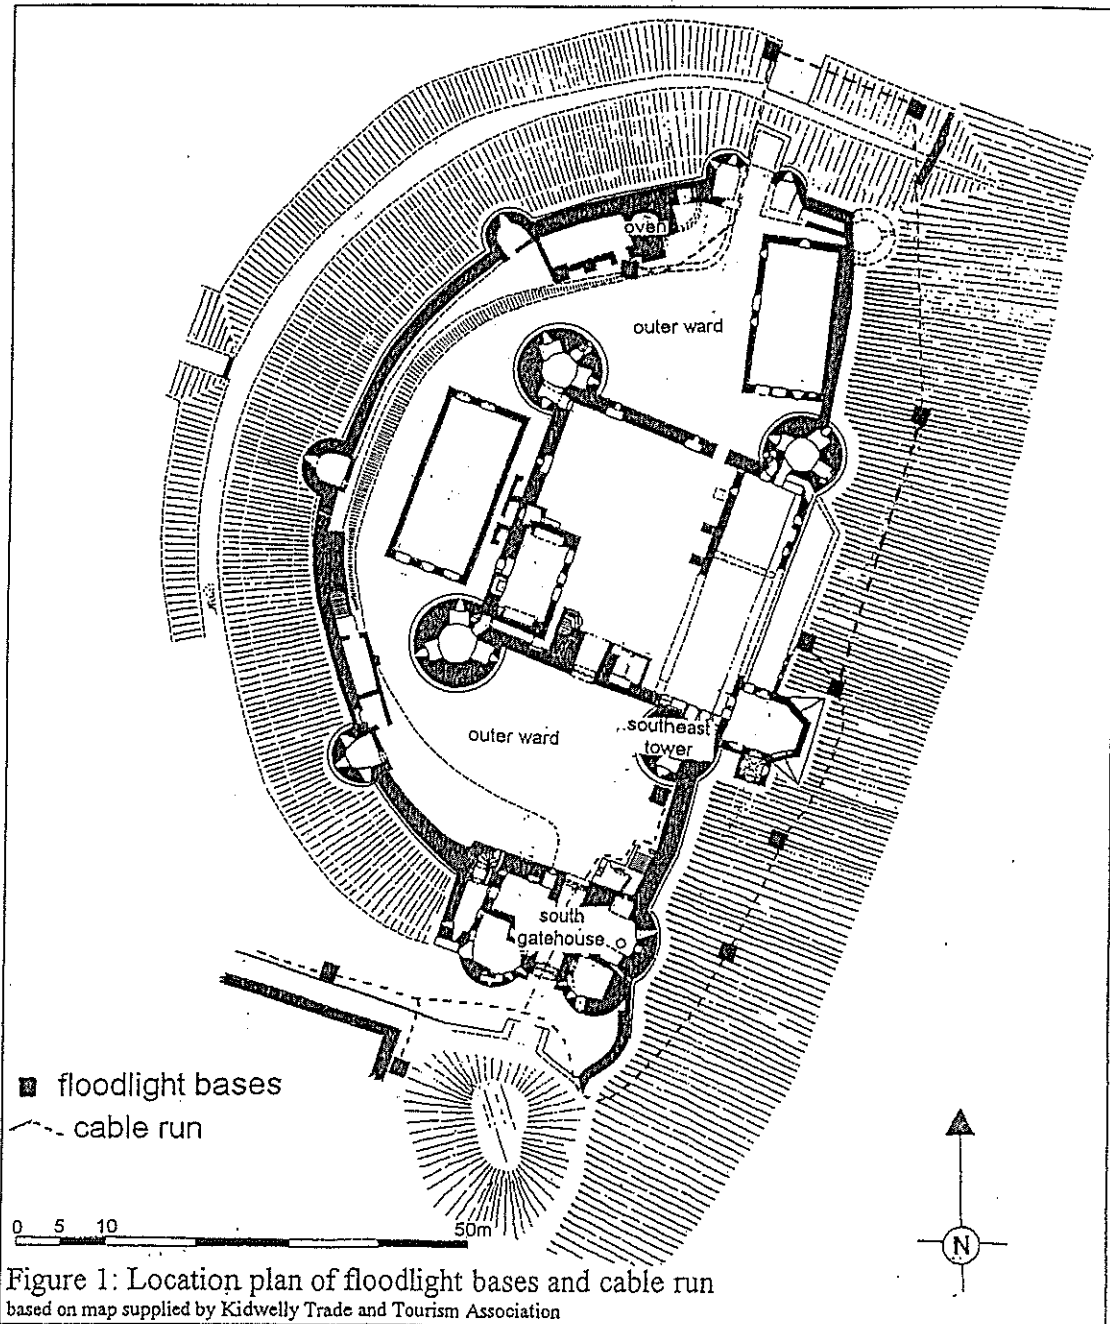 oven
outer ward
outer ward
southeast
tower
south
gatehouse
floodlight bases
cable run
0 5 10 50m
N
Figure 1: Location plan of floodlight bases and cable run
based on map supplied by Kidwelly Trade and Tourism Association